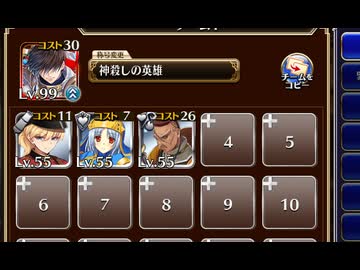 コスト30
Lv.99
称号変更
神殺しの英雄
チームを
コピー
コスト11
Lv.55
コスト 7
Lv.55
コスト26
Lv.55
4
5
6
7
8
9
10